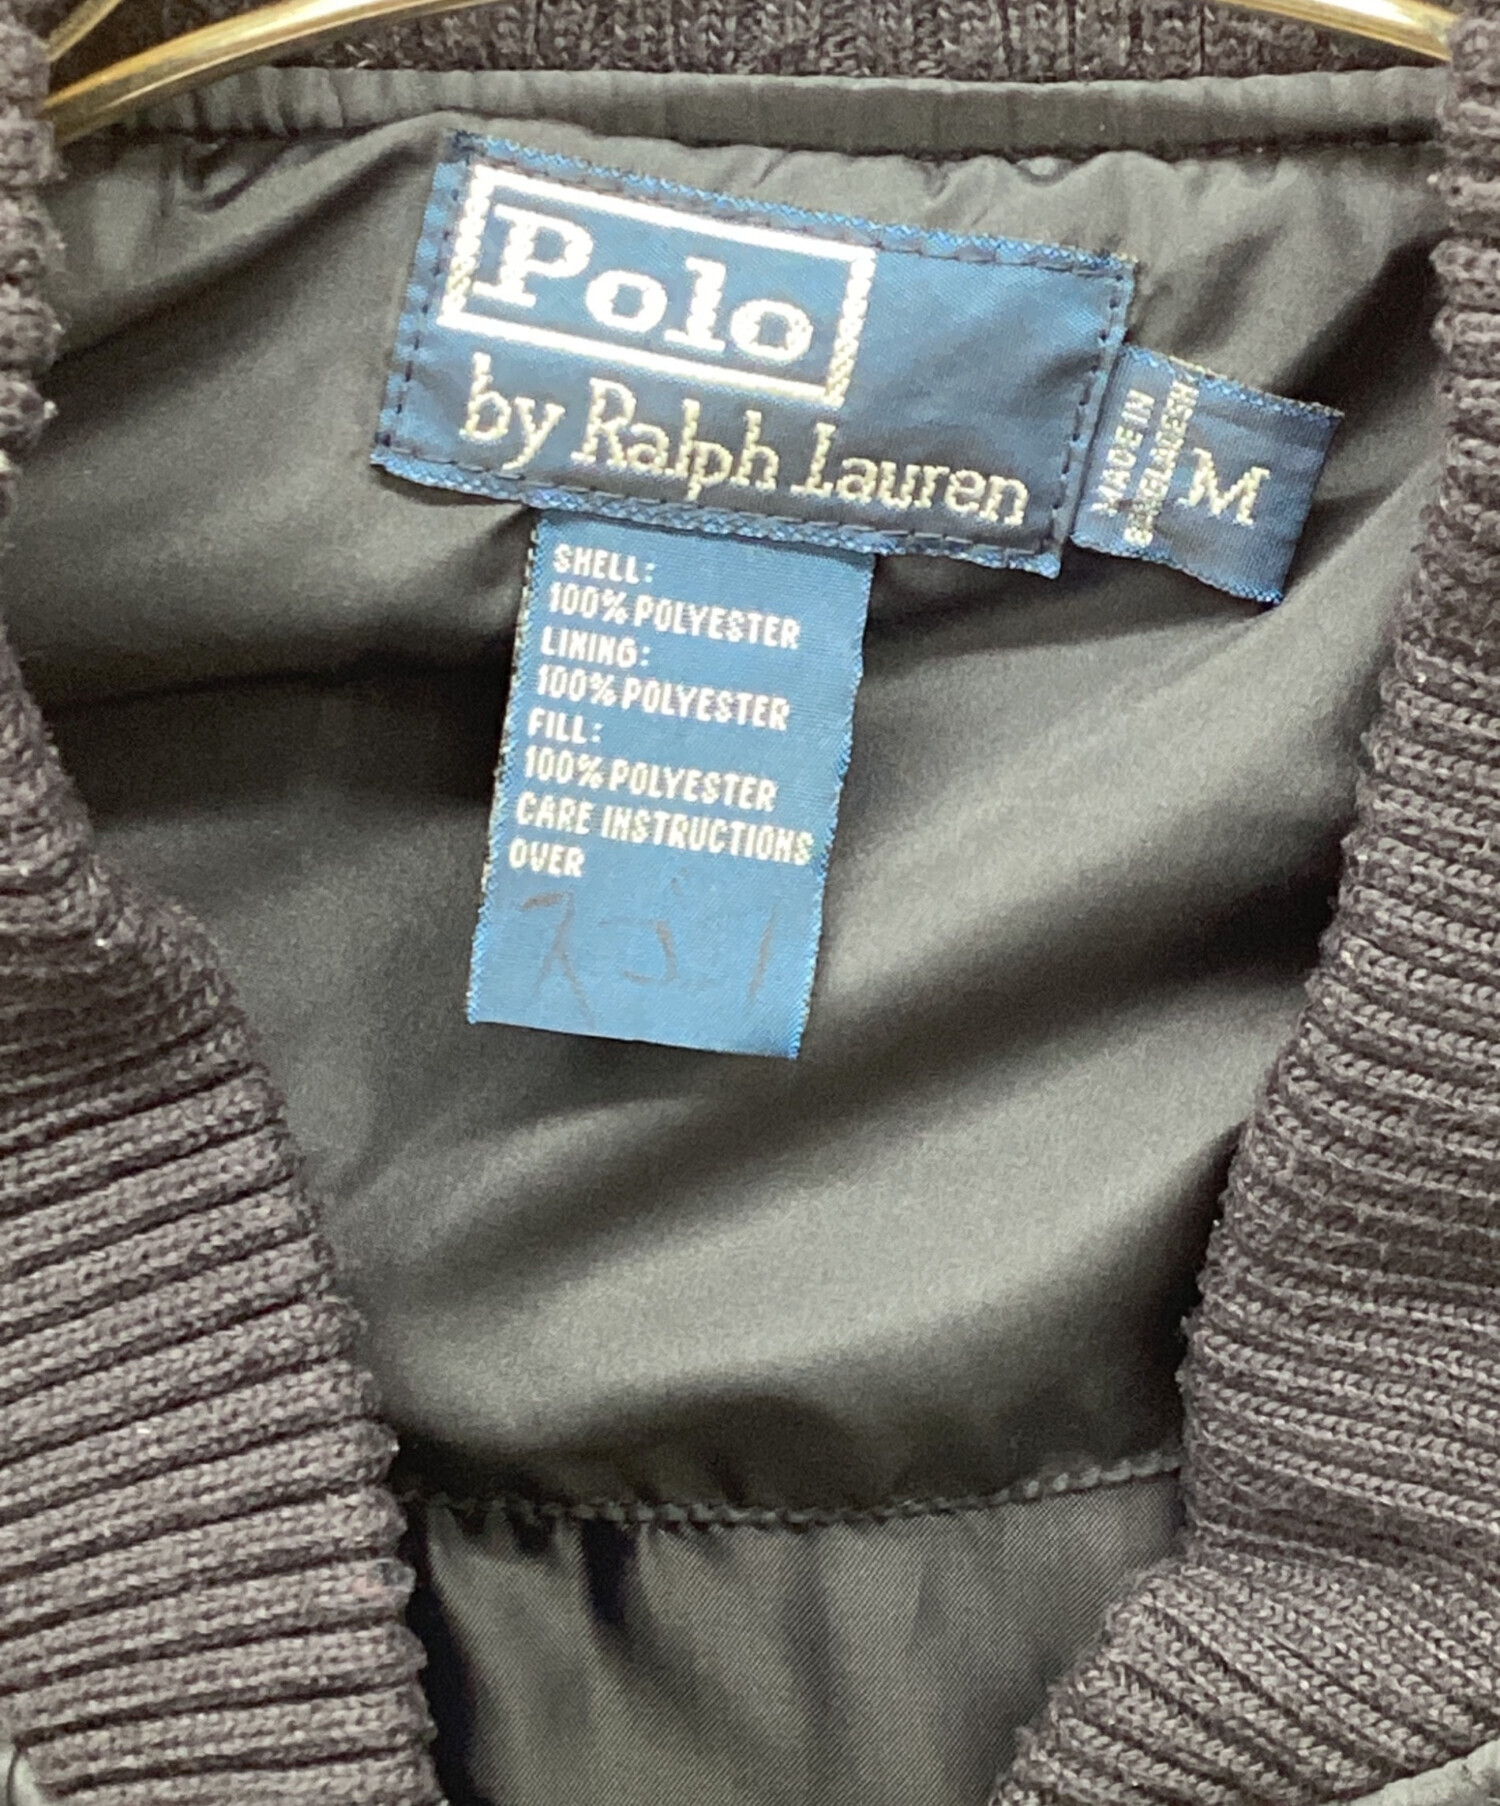 Polo
by Ralph Lauren
MADE IN
BANGLADESH
M
SHELL:
100% POLYESTER
LINING:
100% POLYESTER
FILL:
100% POLYESTER
CARE INSTRUCTIONS
OVER